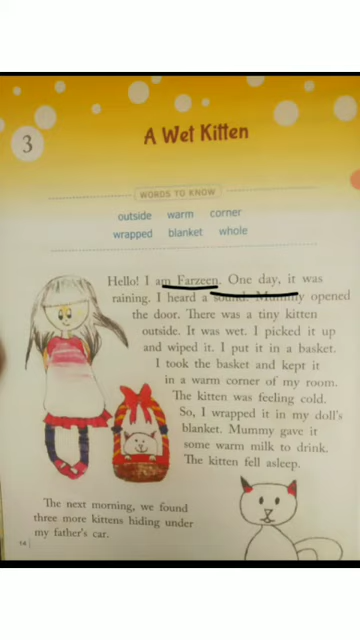 3
A Wet Kitten
WORDS TO KNOW
outside warm corner
wrapped blanket whole
Hello! I am Farzeen. One day, it was
raining. I heard a sound. Mummy opened
the door. There was a tiny kitten
outside. It was wet. I picked it up
and wiped it. I put it in a basket.
I took the basket and kept it
in a warm corner of my room.
The kitten was feeling cold.
So, I wrapped it in my doll's
blanket. Mummy gave it
some warm milk to drink.
The kitten fell asleep.
The next morning, we found
three more kittens hiding under
my father's car.
14